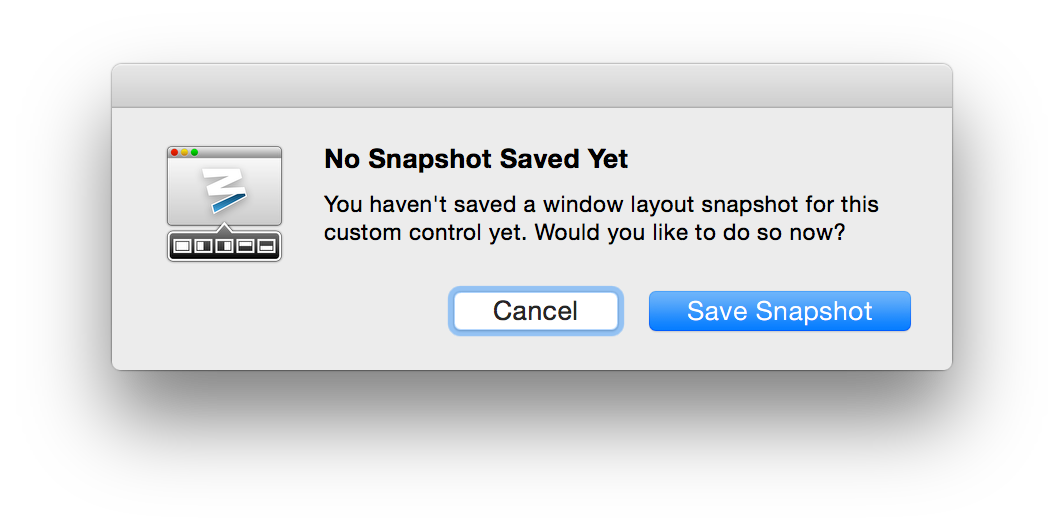 No Snapshot Saved Yet
You haven't saved a window layout snapshot for this
custom control yet. Would you like to do so now?
Cancel
Save Snapshot